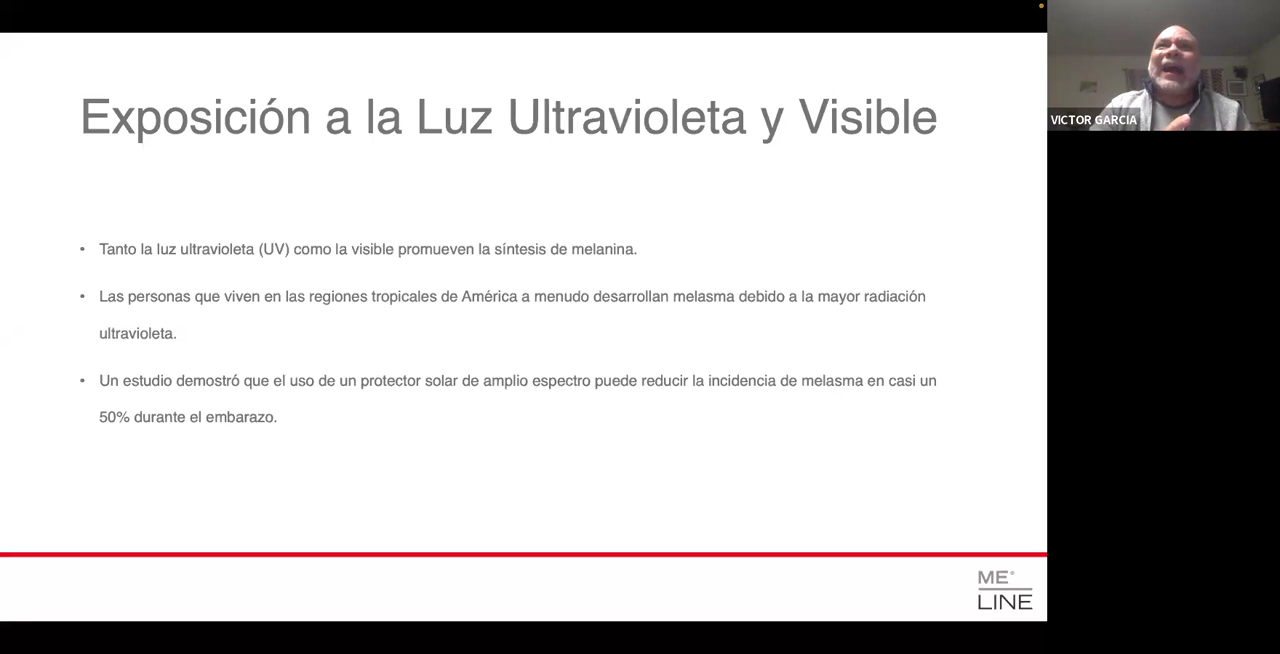 Exposición a la Luz Ultravioleta y Visible
• Tanto la luz ultravioleta (UV) como la visible promueven la síntesis de melanina.
• Las personas que viven en las regiones tropicales de América a menudo desarrollan melasma debido a la mayor radiación
ultravioleta.
• Un estudio demostró que el uso de un protector solar de amplio espectro puede reducir la incidencia de melasma en casi un
50% durante el embarazo.
ME®
LINE
VICTOR GARCIA